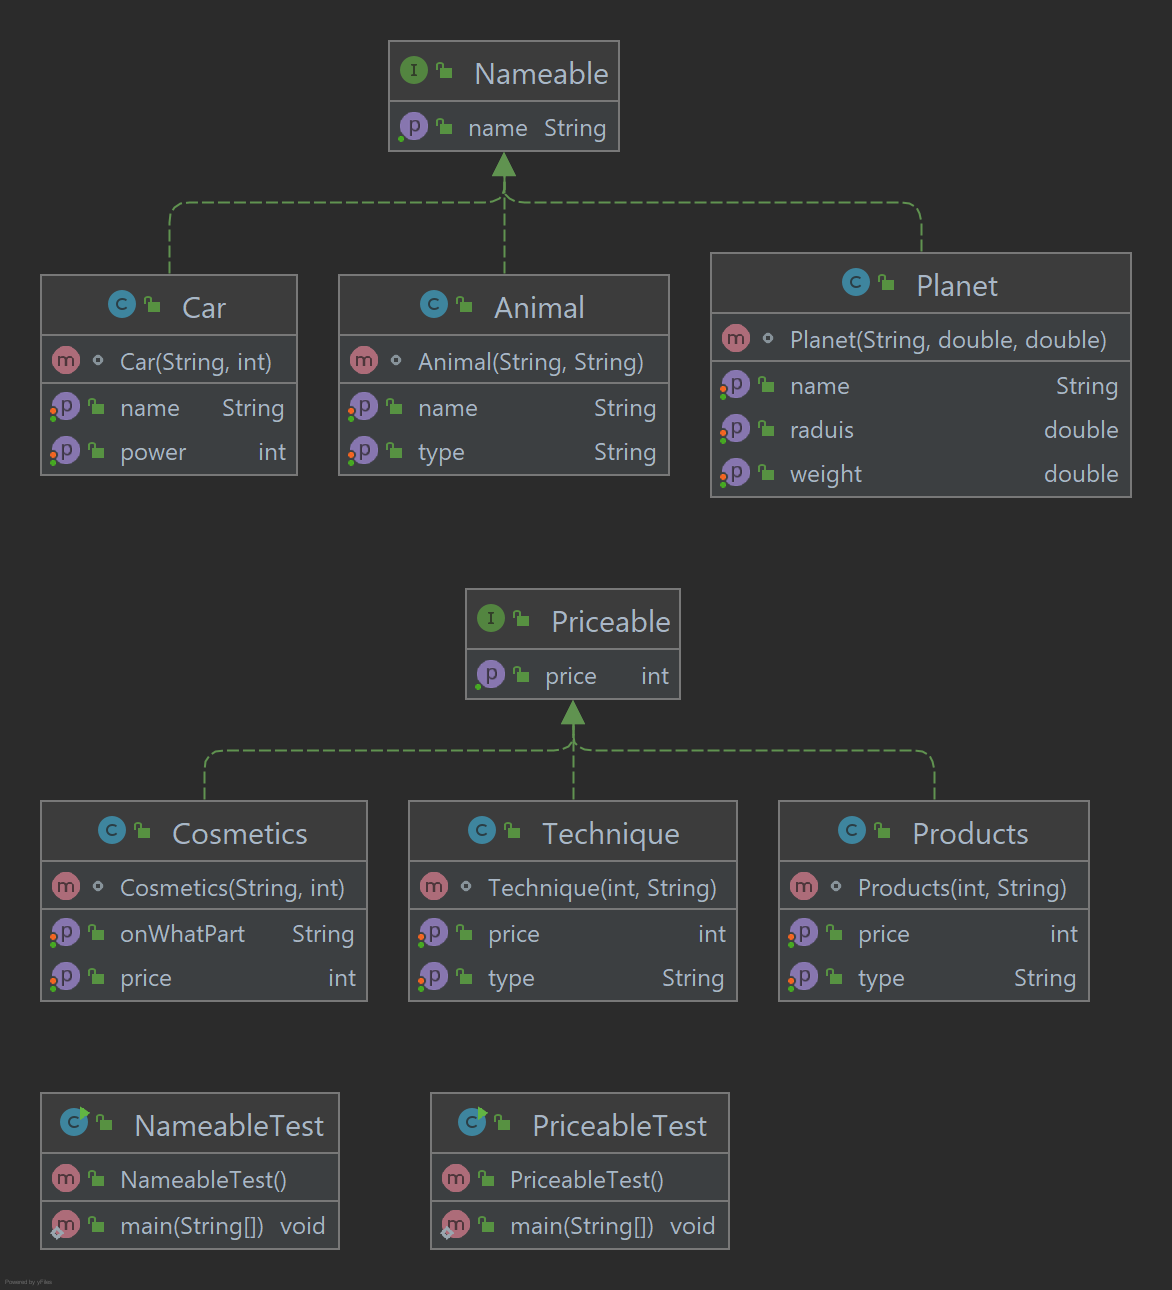 I Nameable
p name String
C Car
m Car(String, int)
p name String
p power int
C Animal
m Animal(String, String)
p name String
p type String
C Planet
m Planet(String, double, double)
p name String
p raduis double
p weight double
I Priceable
p price int
C Cosmetics
m Cosmetics(String, int)
p onWhatPart String
p price int
C Technique
m Technique(int, String)
p price int
p type String
C Products
m Products(int, String)
p price int
p type String
C NameableTest
m NameableTest()
m main(String[]) void
C PriceableTest
m PriceableTest()
m main(String[]) void
Powered by yFiles